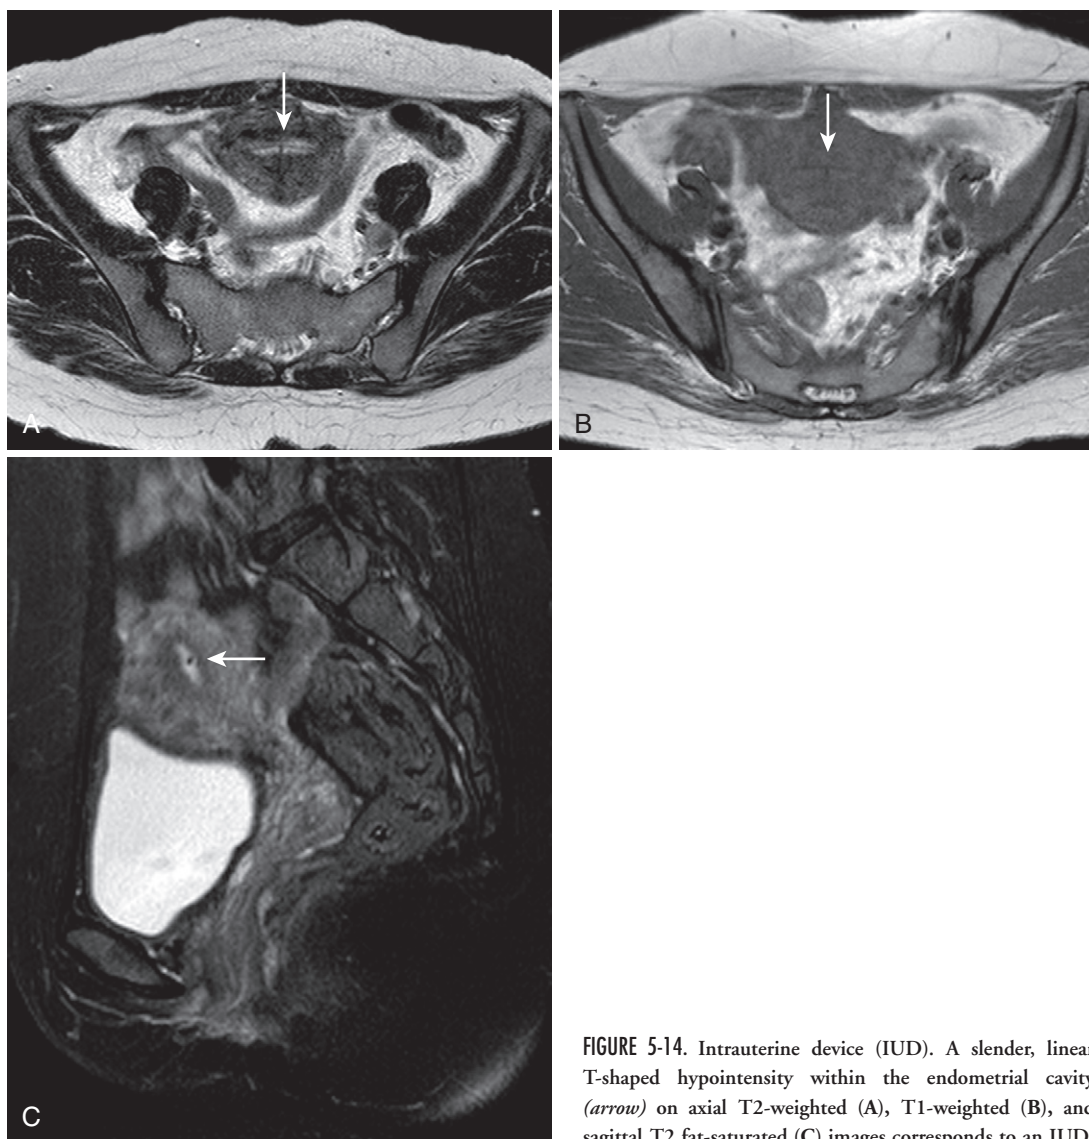 A
B
C
FIGURE 5-14. Intrauterine device (IUD). A slender, linear
T-shaped hypointensity within the endometrial cavity
(arrow) on axial T2-weighted (A), T1-weighted (B), and
sagittal T2 fat-saturated (C) images corresponds to an IUD